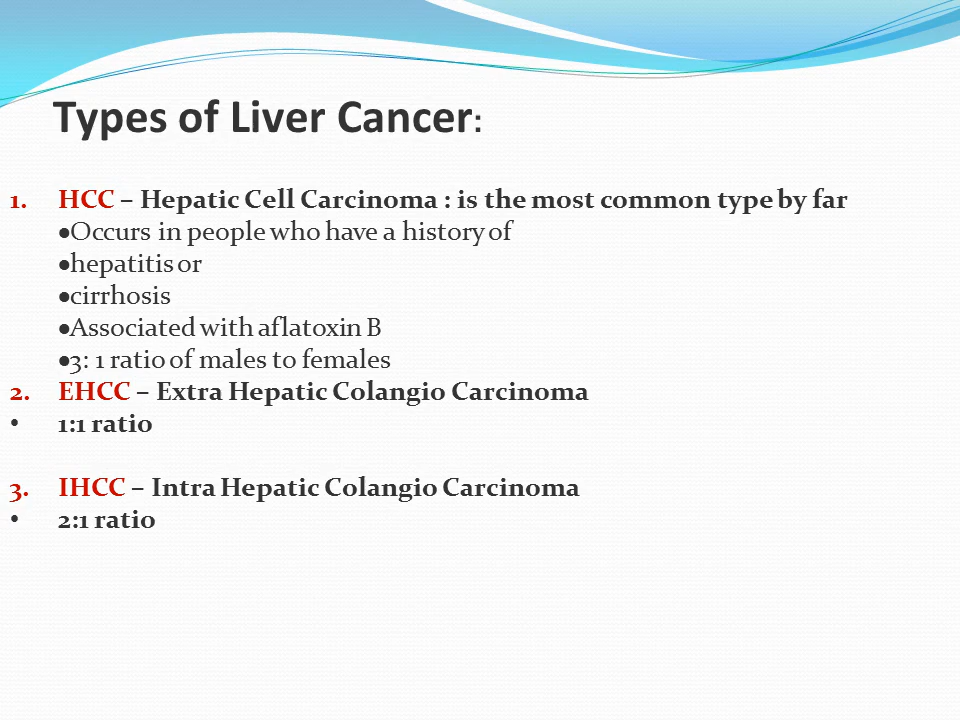 Types of Liver Cancer:
1. HCC – Hepatic Cell Carcinoma : is the most common type by far
●Occurs in people who have a history of
●hepatitis or
●cirrhosis
●Associated with aflatoxin B
●3: 1 ratio of males to females
2. EHCC – Extra Hepatic Colangio Carcinoma
• 1:1 ratio
3. IHCC – Intra Hepatic Colangio Carcinoma
• 2:1 ratio